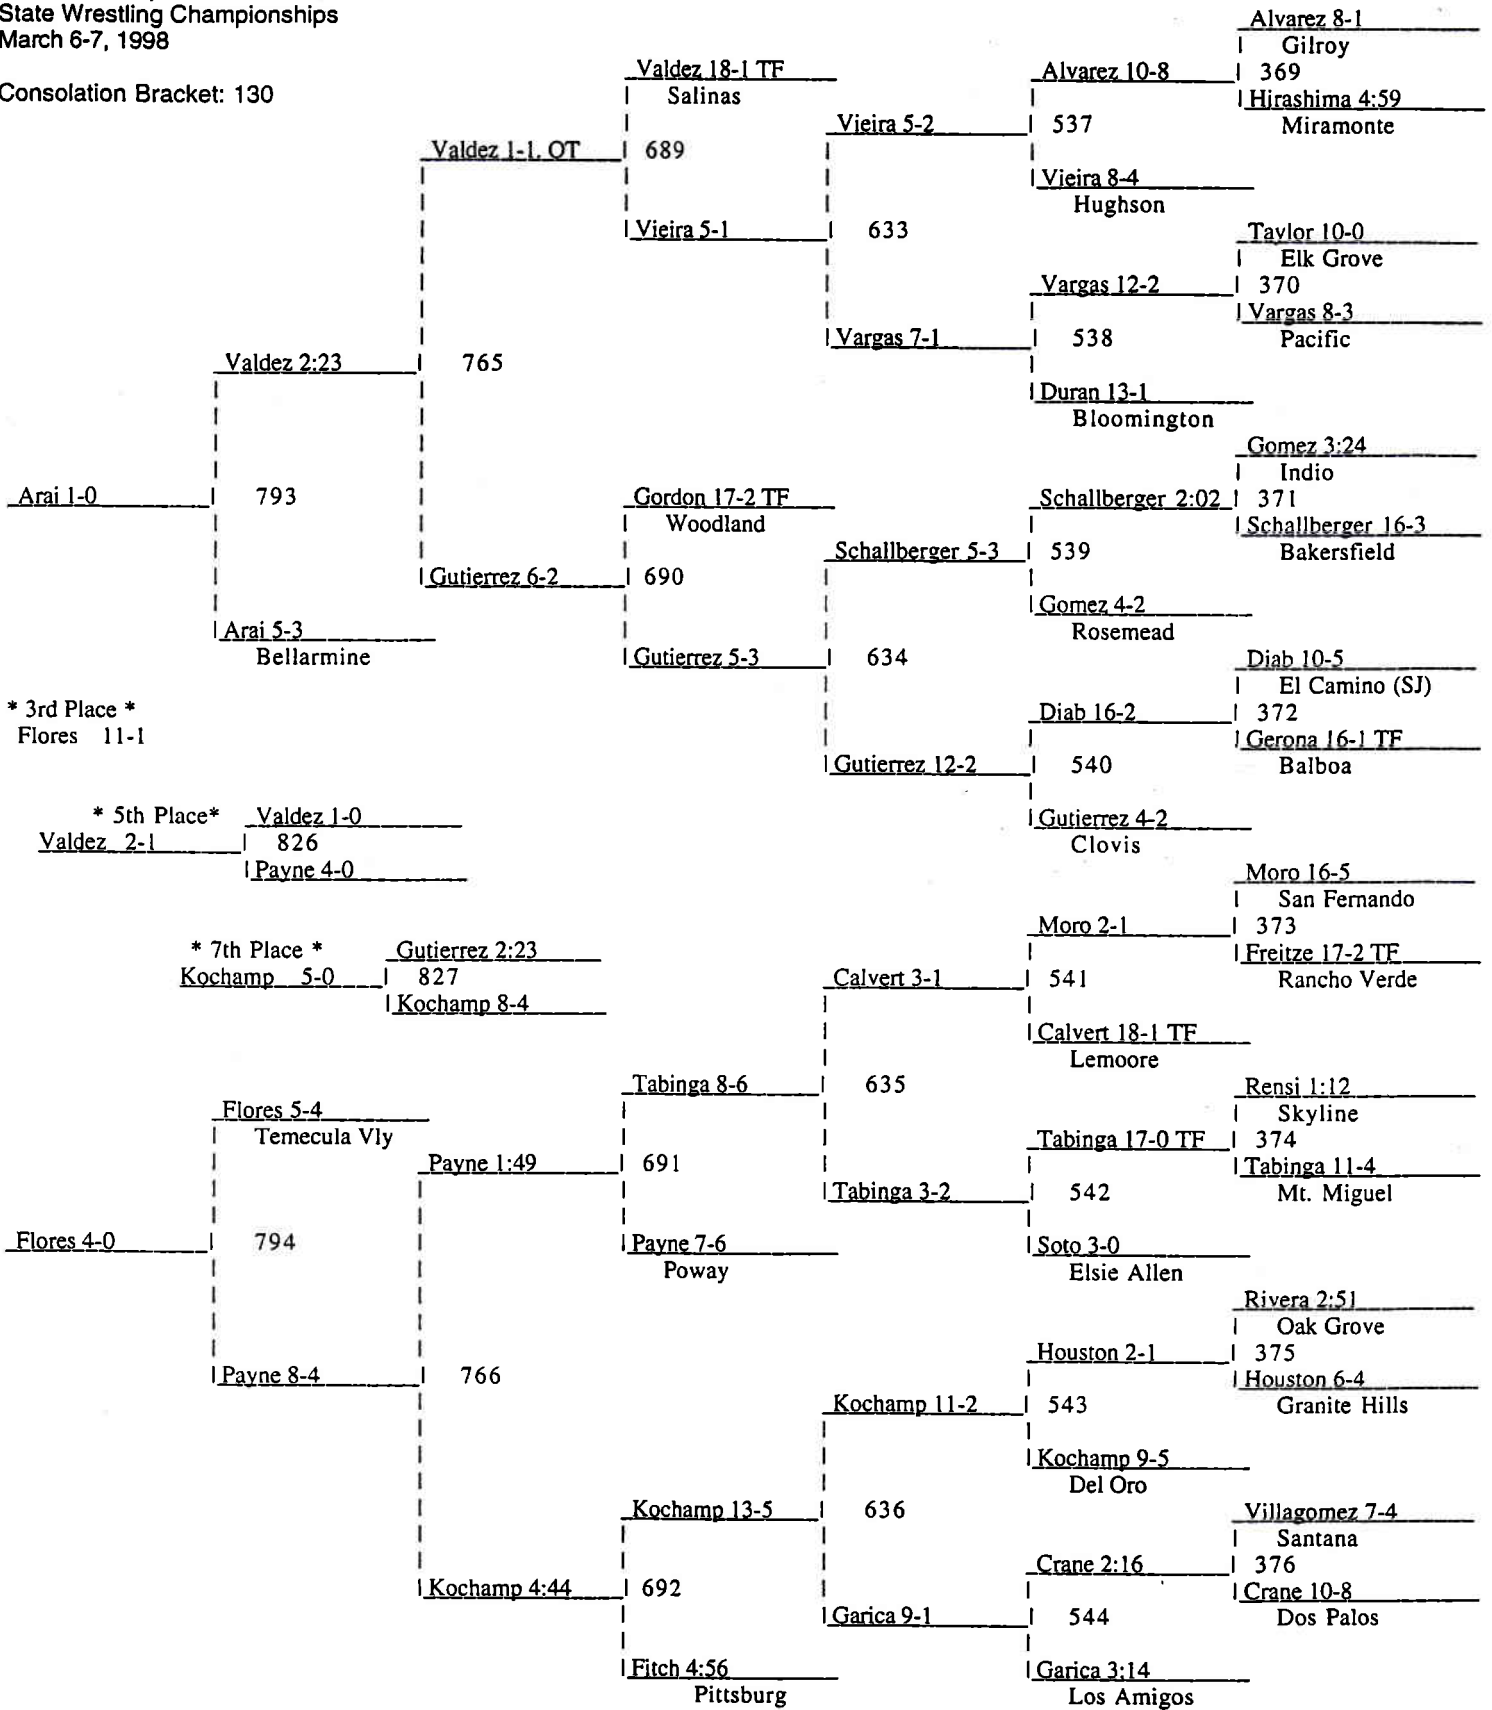 State Wrestling Championships
March 6-7, 1998
Consolation Bracket: 130
Alvarez 8-1
Gilroy
369
Hirashima 4:59
Miramonte
Alvarez 10-8
537
Vieira 8-4
Hughson
Taylor 10-0
Elk Grove
370
Vargas 8-3
Pacific
Vargas 12-2
538
Duran 13-1
Bloomington
Vieira 5-2
633
Vargas 7-1
Valdez 18-1 TF
Salinas
689
Vieira 5-1
Valdez 1-1, OT
765
Gutierrez 6-2
Gordon 17-2 TF
Woodland
690
Gutierrez 5-3
Gomez 3:24
Indio
371
Schallberger 16-3
Bakersfield
Schallberger 2:02
539
Gomez 4-2
Rosemead
Diab 10-5
El Camino (SJ)
372
Gerona 16-1 TF
Balboa
Diab 16-2
540
Gutierrez 4-2
Clovis
Schallberger 5-3
634
Gutierrez 12-2
Valdez 2:23
793
Arai 5-3
Bellarmine
Arai 1-0
* 3rd Place *
Flores 11-1
* 5th Place*
Valdez 1-0
Valdez 2-1
826
Payne 4-0
* 7th Place *
Gutierrez 2:23
Kochamp 5-0
827
Kochamp 8-4
Moro 16-5
San Fernando
373
Freitze 17-2 TF
Rancho Verde
Moro 2-1
541
Calvert 18-1 TF
Lemoore
Rensi 1:12
Skyline
374
Tabinga 11-4
Mt. Miguel
Tabinga 17-0 TF
542
Soto 3-0
Elsie Allen
Calvert 3-1
635
Tabinga 3-2
Tabinga 8-6
691
Payne 7-6
Poway
Payne 1:49
766
Kochamp 4:44
Flores 5-4
Temecula Vly
794
Payne 8-4
Flores 4-0
Rivera 2:51
Oak Grove
375
Houston 6-4
Granite Hills
Houston 2-1
543
Kochamp 9-5
Del Oro
Villagomez 7-4
Santana
376
Crane 10-8
Dos Palos
Crane 2:16
544
Garica 3:14
Los Amigos
Kochamp 11-2
636
Garica 9-1
Kochamp 13-5
692
Fitch 4:56
Pittsburg